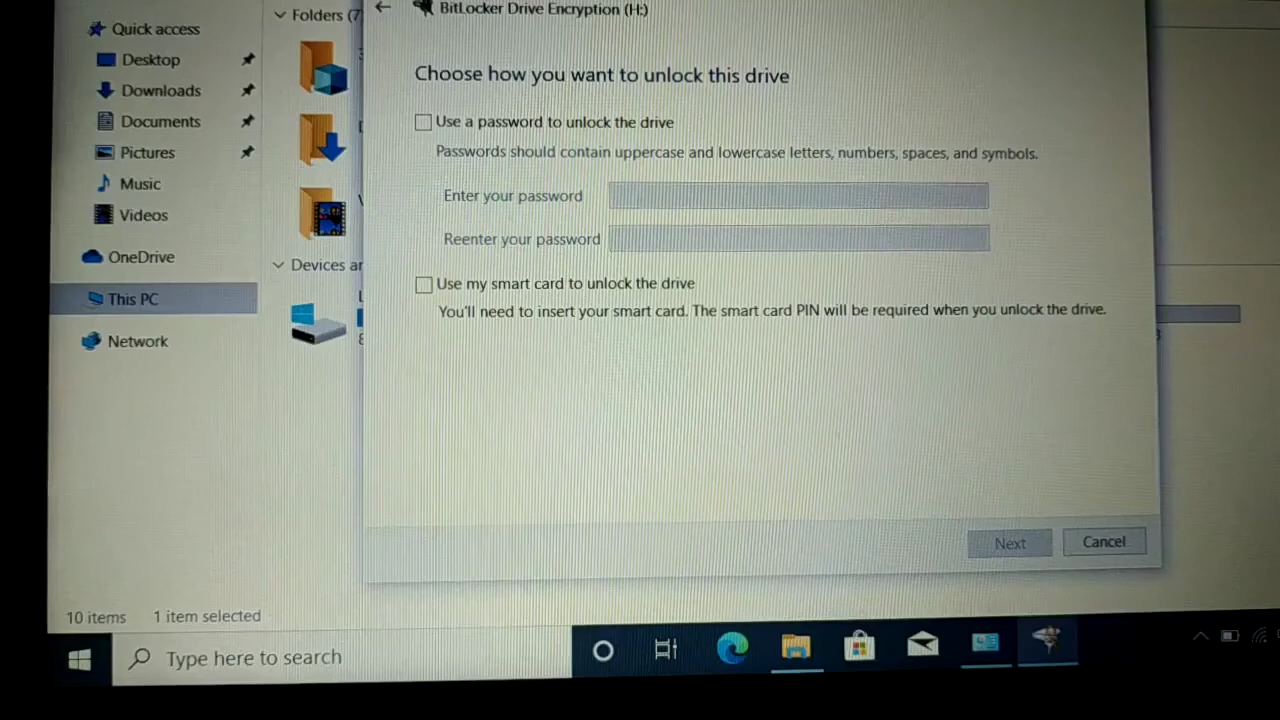 BitLocker Drive Encryption (H:)
Choose how you want to unlock this drive
Use a password to unlock the drive
Passwords should contain uppercase and lowercase letters, numbers, spaces, and symbols.
Enter your password
Reenter your password
Use my smart card to unlock the drive
You'll need to insert your smart card. The smart card PIN will be required when you unlock the drive.
Next
Cancel
Quick access
Desktop
Downloads
Documents
Pictures
Music
Videos
OneDrive
This PC
Network
Folders (7
Devices ar
10 items
1 item selected
Type here to search